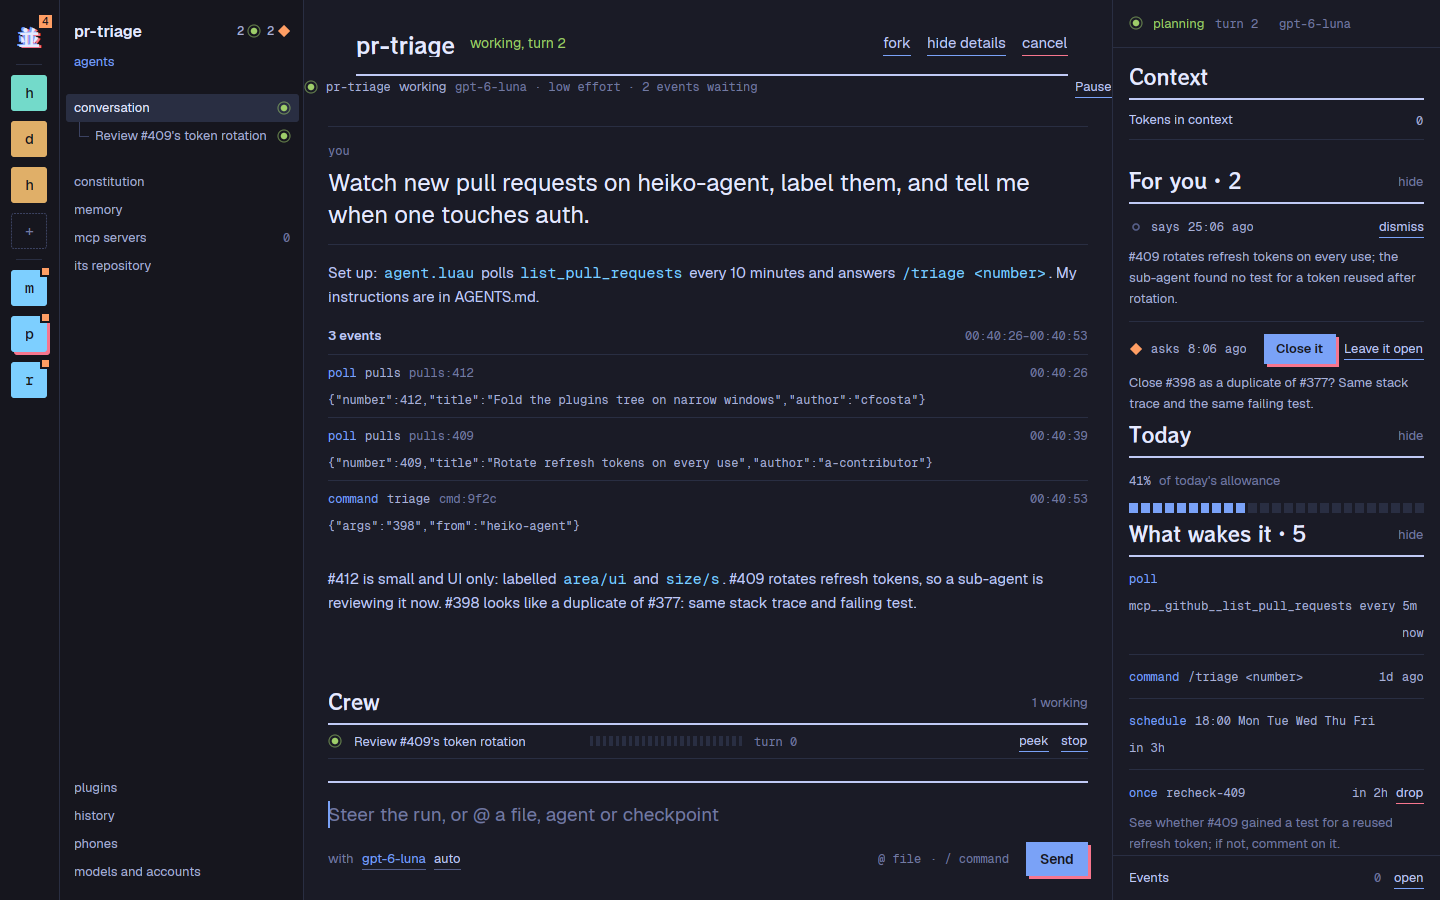 4
h
d
h
+
m
p
r
pr-triage 2 2
agents
conversation
Review #409's token rotation
constitution
memory
mcp servers 0
its repository
plugins
history
phones
models and accounts
pr-triage working, turn 2 fork hide details cancel
pr-triage working gpt-6-luna · low effort · 2 events waiting Pause
you
Watch new pull requests on heiko-agent, label them, and tell me
when one touches auth.
Set up: agent.luau polls list_pull_requests every 10 minutes and answers /triage <number>. My
instructions are in AGENTS.md.
3 events 00:40:26–00:40:53
poll pulls pulls:412 00:40:26
{"number":412,"title":"Fold the plugins tree on narrow windows","author":"cfcosta"}
poll pulls pulls:409 00:40:39
{"number":409,"title":"Rotate refresh tokens on every use","author":"a-contributor"}
command triage cmd:9f2c 00:40:53
{"args":"398","from":"heiko-agent"}
#412 is small and UI only: labelled area/ui and size/s. #409 rotates refresh tokens, so a sub-agent is
reviewing it now. #398 looks like a duplicate of #377: same stack trace and failing test.
Crew 1 working
Review #409's token rotation turn 0 peek stop
Steer the run, or @ a file, agent or checkpoint
with gpt-6-luna auto @ file · / command Send
planning turn 2 gpt-6-luna
Context
Tokens in context 0
For you • 2 hide
says 25:06 ago dismiss
#409 rotates refresh tokens on every use; the
sub-agent found no test for a token reused after
rotation.
asks 8:06 ago Close it Leave it open
Close #398 as a duplicate of #377? Same stack
trace and the same failing test.
Today hide
41% of today's allowance
What wakes it • 5 hide
poll
mcp__github__list_pull_requests every 5m
now
command /triage <number> 1d ago
schedule 18:00 Mon Tue Wed Thu Fri
in 3h
once recheck-409 in 2h drop
See whether #409 gained a test for a reused
refresh token; if not, comment on it.
Events 0 open